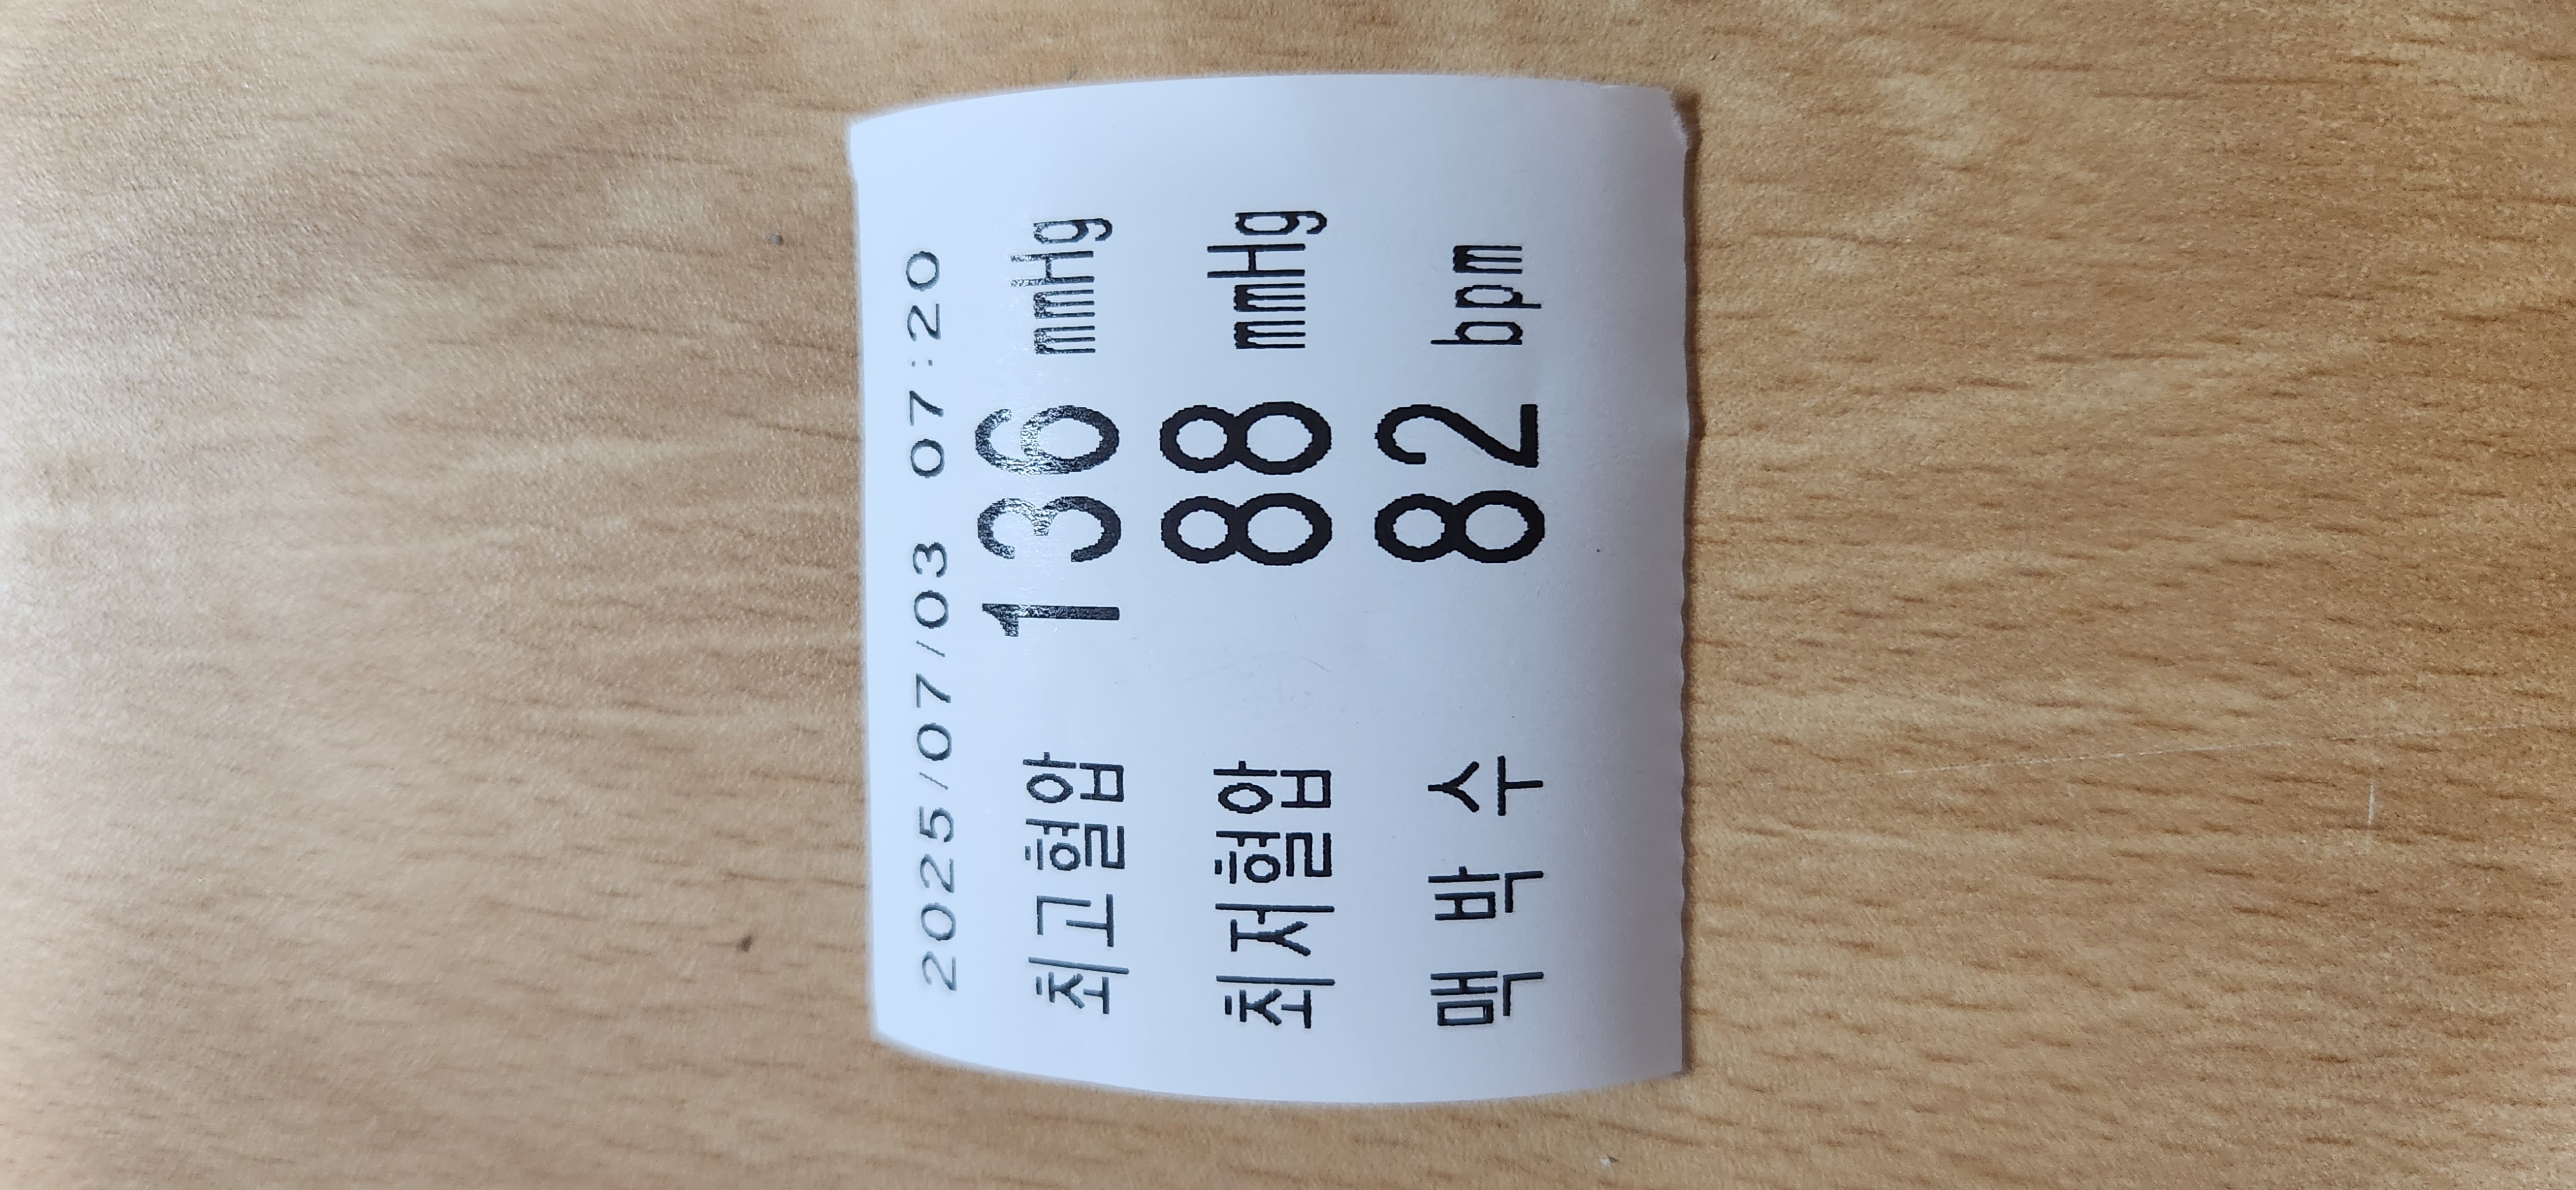 2025/07/03 07:20
최고혈압 136 mmHg
최저혈압 88 mmHg
맥 박 수 82 bpm